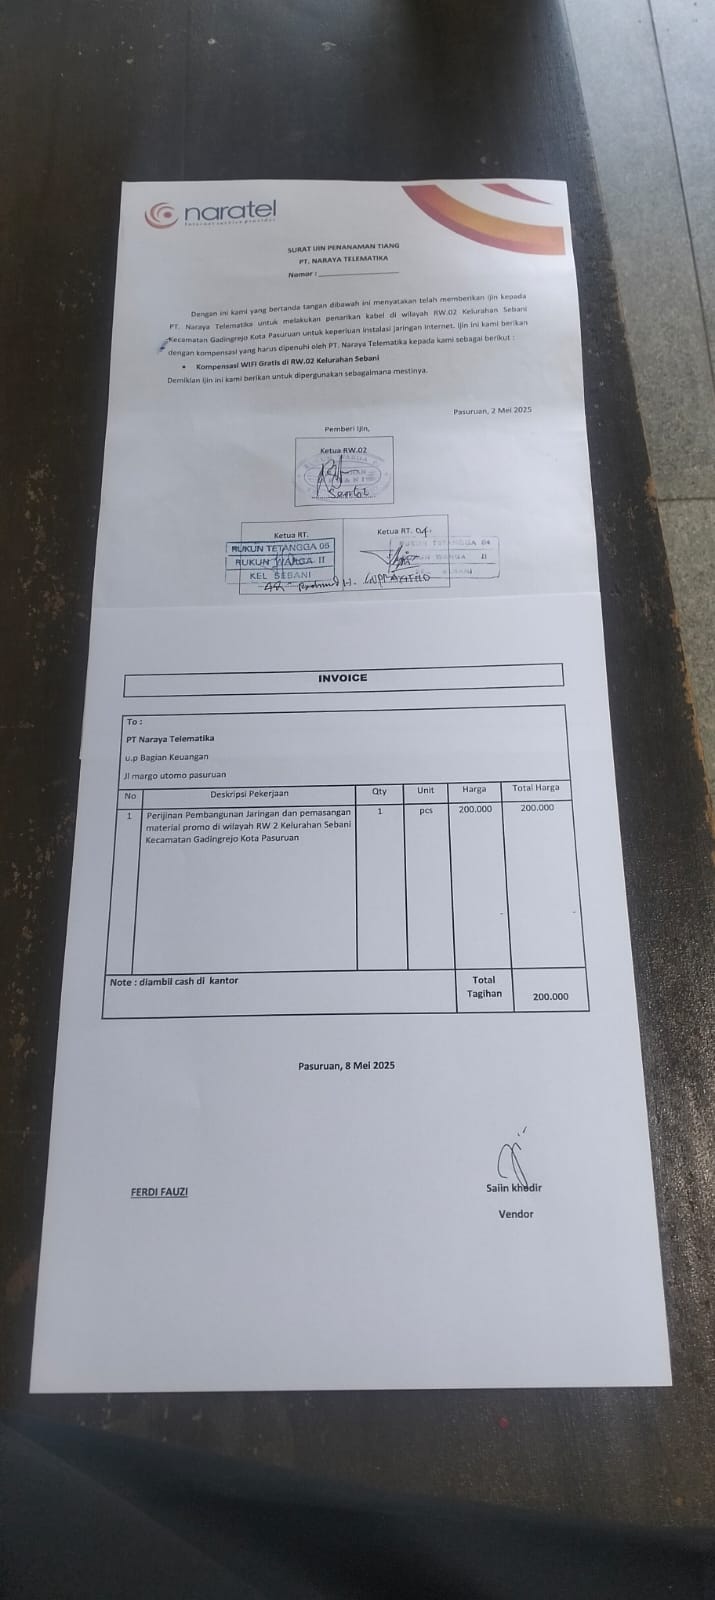 naratel
Internet service provider
SURAT IJIN PENANAMAN TIANG
PT. NARAYA TELEMATIKA
Nomor :
Dengan ini kami yang bertanda tangan dibawah ini menyatakan telah memberikan ijin kepada
PT. Naraya Telematika untuk melakukan penarikan kabel di wilayah RW.02 Kelurahan Sebani
Kecamatan Gadingrejo Kota Pasuruan untuk keperluan instalasi jaringan internet. Ijin ini kami berikan
dengan kompensasi yang harus dipenuhi oleh PT. Naraya Telematika kepada kami sebagai berikut :
• Kompensasi WIFI Gratis di RW.02 Kelurahan Sebani
Demikian Ijin ini kami berikan untuk dipergunakan sebagaimana mestinya.
Pasuruan, 2 Mei 2025
Pemberi Ijin,
Ketua RW.02
Ketua RT.
RUKUN TETANGGA 05
RUKUN WARGA II
KEL SEBANI
Ketua RT. 04.
RUKUN TETANGGA 04
RUKUN WARGA II
INVOICE
To :
PT Naraya Telematika
u.p Bagian Keuangan
Jl margo utomo pasuruan
No Deskripsi Pekerjaan Qty Unit Harga Total Harga
1 Perijinan Pembangunan Jaringan dan pemasangan 1 pcs 200.000 200.000
material promo di wilayah RW 2 Kelurahan Sebani
Kecamatan Gadingrejo Kota Pasuruan
Note : diambil cash di kantor
Total
Tagihan 200.000
Pasuruan, 8 Mei 2025
FERDI FAUZI
Saiin khodir
Vendor